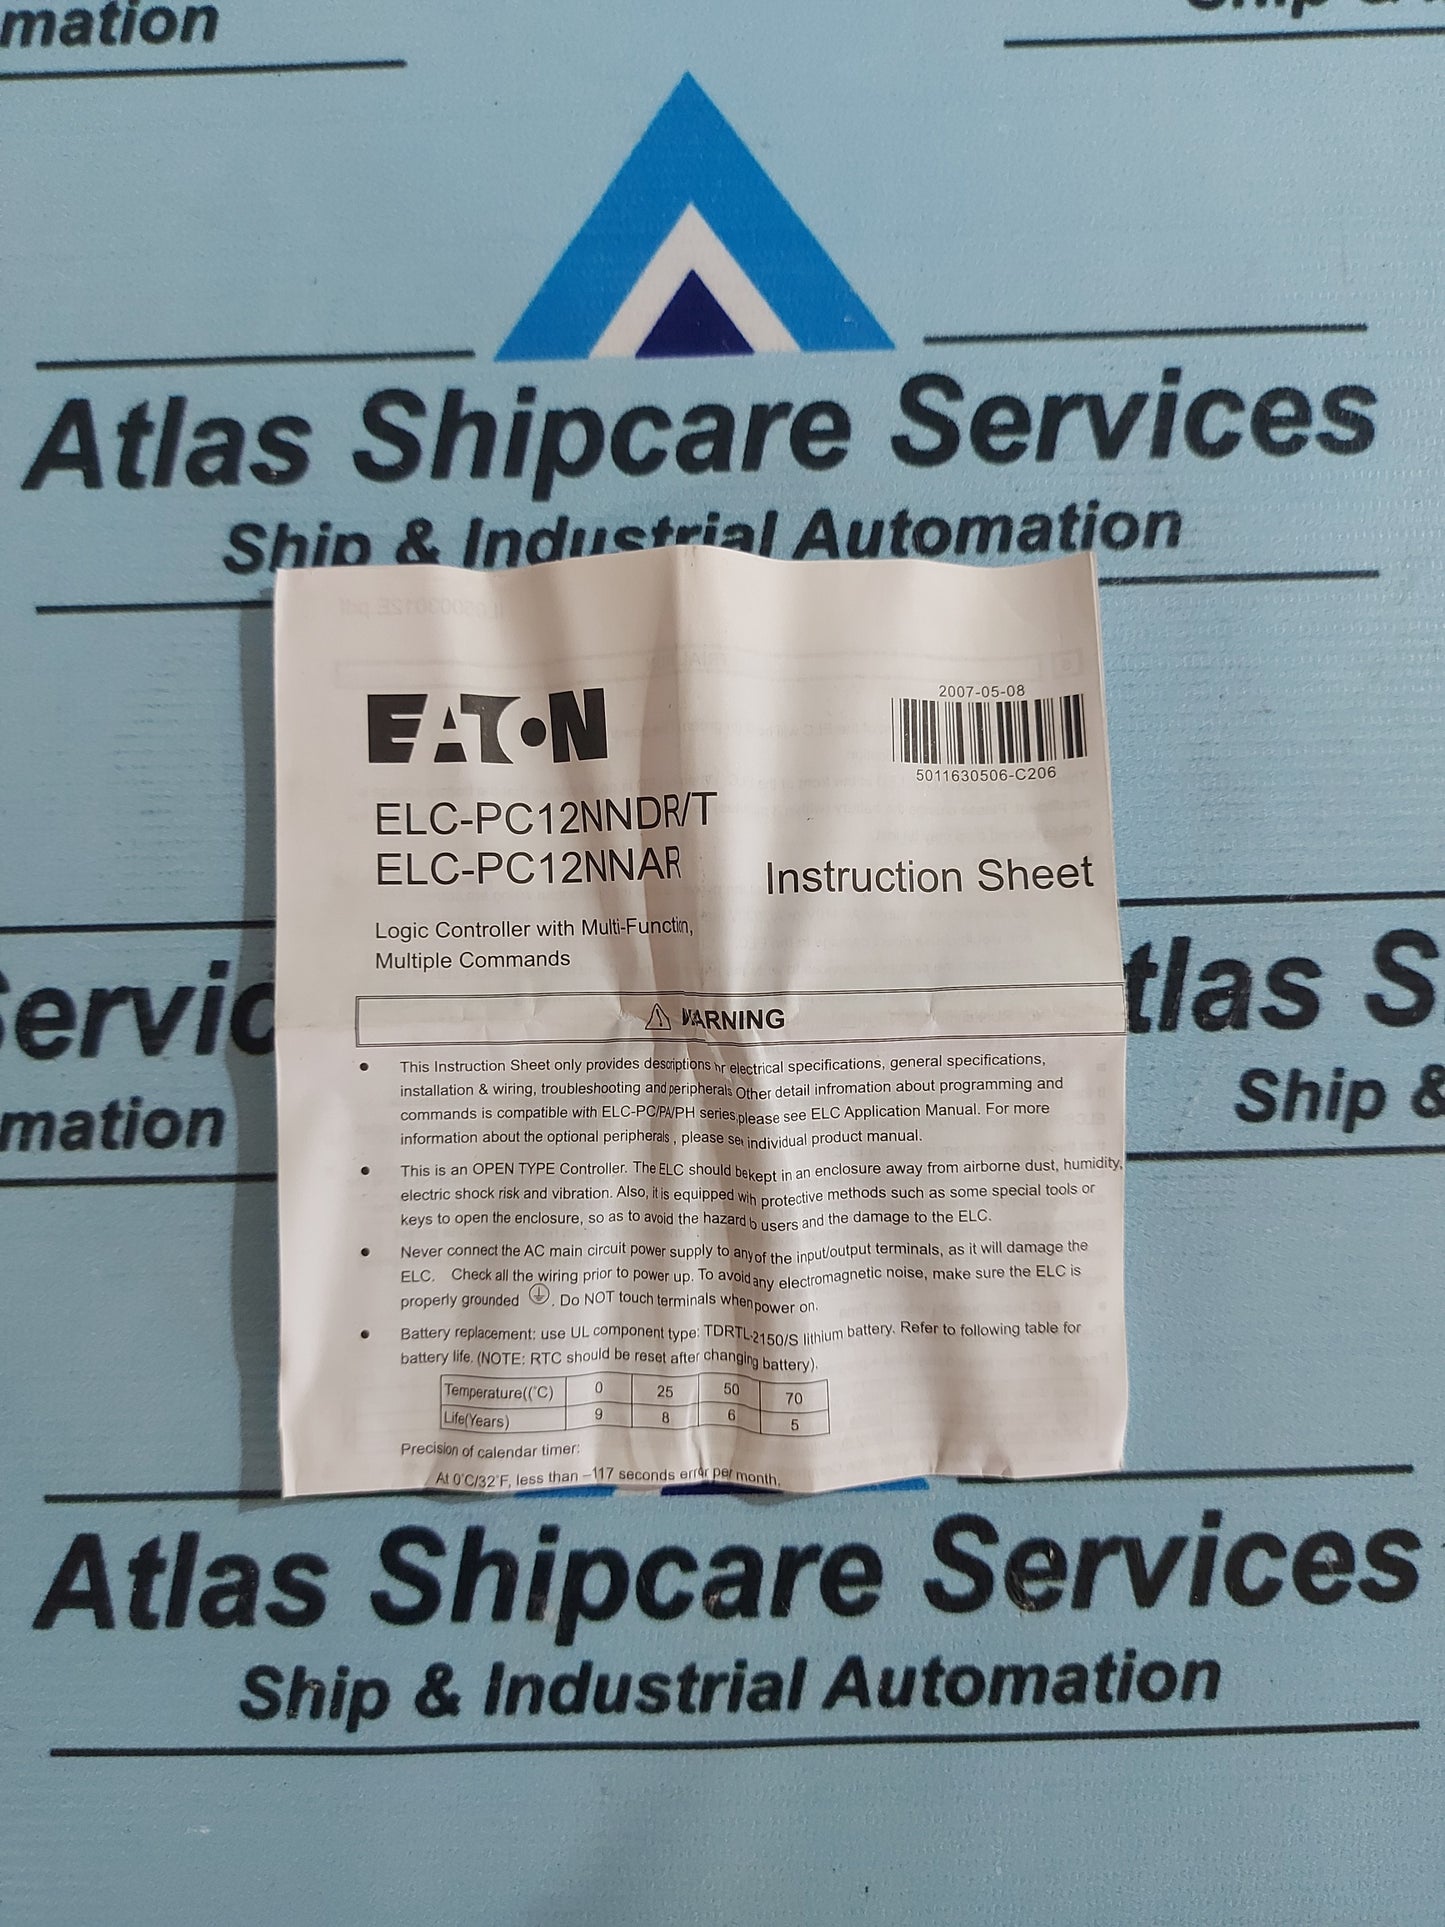 mation
Ship &
Atlas Shipcare Services
Ship & Industrial Automation
EATON
2007-05-08
5011630506-C206
ELC-PC12NNDR/T
ELC-PC12NNAR
Instruction Sheet
Logic Controller with Multi-Function,
Multiple Commands
WARNING
• This Instruction Sheet only provides descriptions electrical specifications, general specifications,
installation & wiring, troubleshooting and peripherals Other detail infromation about programming and
commands is compatible with ELC-PC/PA/PH series, please see ELC Application Manual. For more
information about the optional peripherals , please see individual product manual.
• This is an OPEN TYPE Controller. The ELC should be kept in an enclosure away from airborne dust, humidity,
electric shock risk and vibration. Also, it is equipped with protective methods such as some special tools or
keys to open the enclosure, so as to avoid the hazard users and the damage to the ELC.
• Never connect the AC main circuit power supply to any of the input/output terminals, as it will damage the
ELC. Check all the wiring prior to power up. To avoid any electromagnetic noise, make sure the ELC is
properly grounded ⏚. Do NOT touch terminals when power on.
• Battery replacement: use UL component type: TDRTL-2150/S lithium battery. Refer to following table for
battery life. (NOTE: RTC should be reset after changing battery).
Temperature((°C) 0 25 50 70
Life(Years) 9 8 6 5
Precision of calendar timer:
At 0°C/32°F, less than –117 seconds error per month.
Servic
mation
tlas S
Ship &
Atlas Shipcare Services
Ship & Industrial Automation